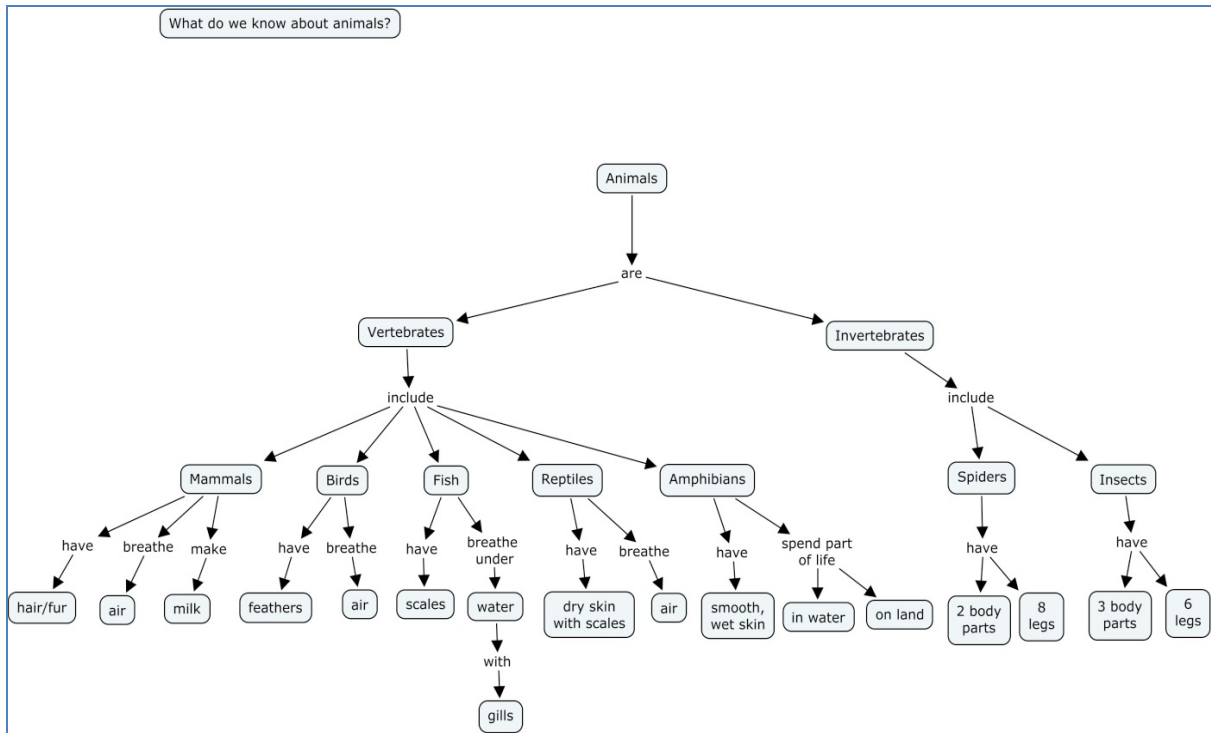 What do we know about animals?
Animals
are
Vertebrates
Invertebrates
include
include
Mammals
Birds
Fish
Reptiles
Amphibians
Spiders
Insects
have
breathe
make
have
breathe
have
breathe
under
have
breathe
have
spend part
of life
have
have
hair/fur
air
milk
feathers
air
scales
water
dry skin
with scales
air
smooth,
wet skin
in water
on land
2 body
parts
8
legs
3 body
parts
6
legs
with
gills